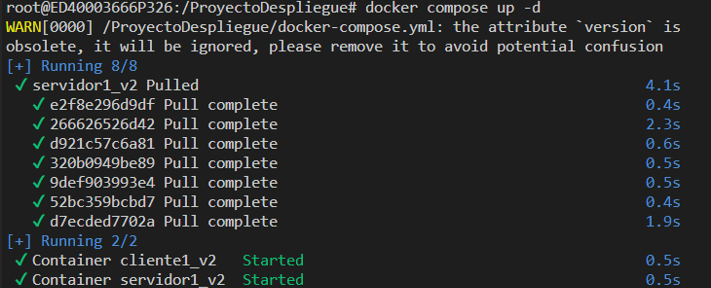 root@ED40003666P326:/ProyectoDespliegue# docker compose up -d
WARN[0000] /ProyectoDespliegue/docker-compose.yml: the attribute `version` is
obsolete, it will be ignored, please remove it to avoid potential confusion
[+] Running 8/8
✓ servidor1_v2 Pulled 4.1s
✓ e2f8e296d9df Pull complete 0.4s
✓ 266626526d42 Pull complete 2.3s
✓ d921c57c6a81 Pull complete 0.6s
✓ 320b0949be89 Pull complete 0.5s
✓ 9def903993e4 Pull complete 0.5s
✓ 52bc359bcbd7 Pull complete 0.4s
✓ d7ecded7702a Pull complete 1.9s
[+] Running 2/2
✓ Container cliente1_v2 Started 0.5s
✓ Container servidor1_v2 Started 0.5s